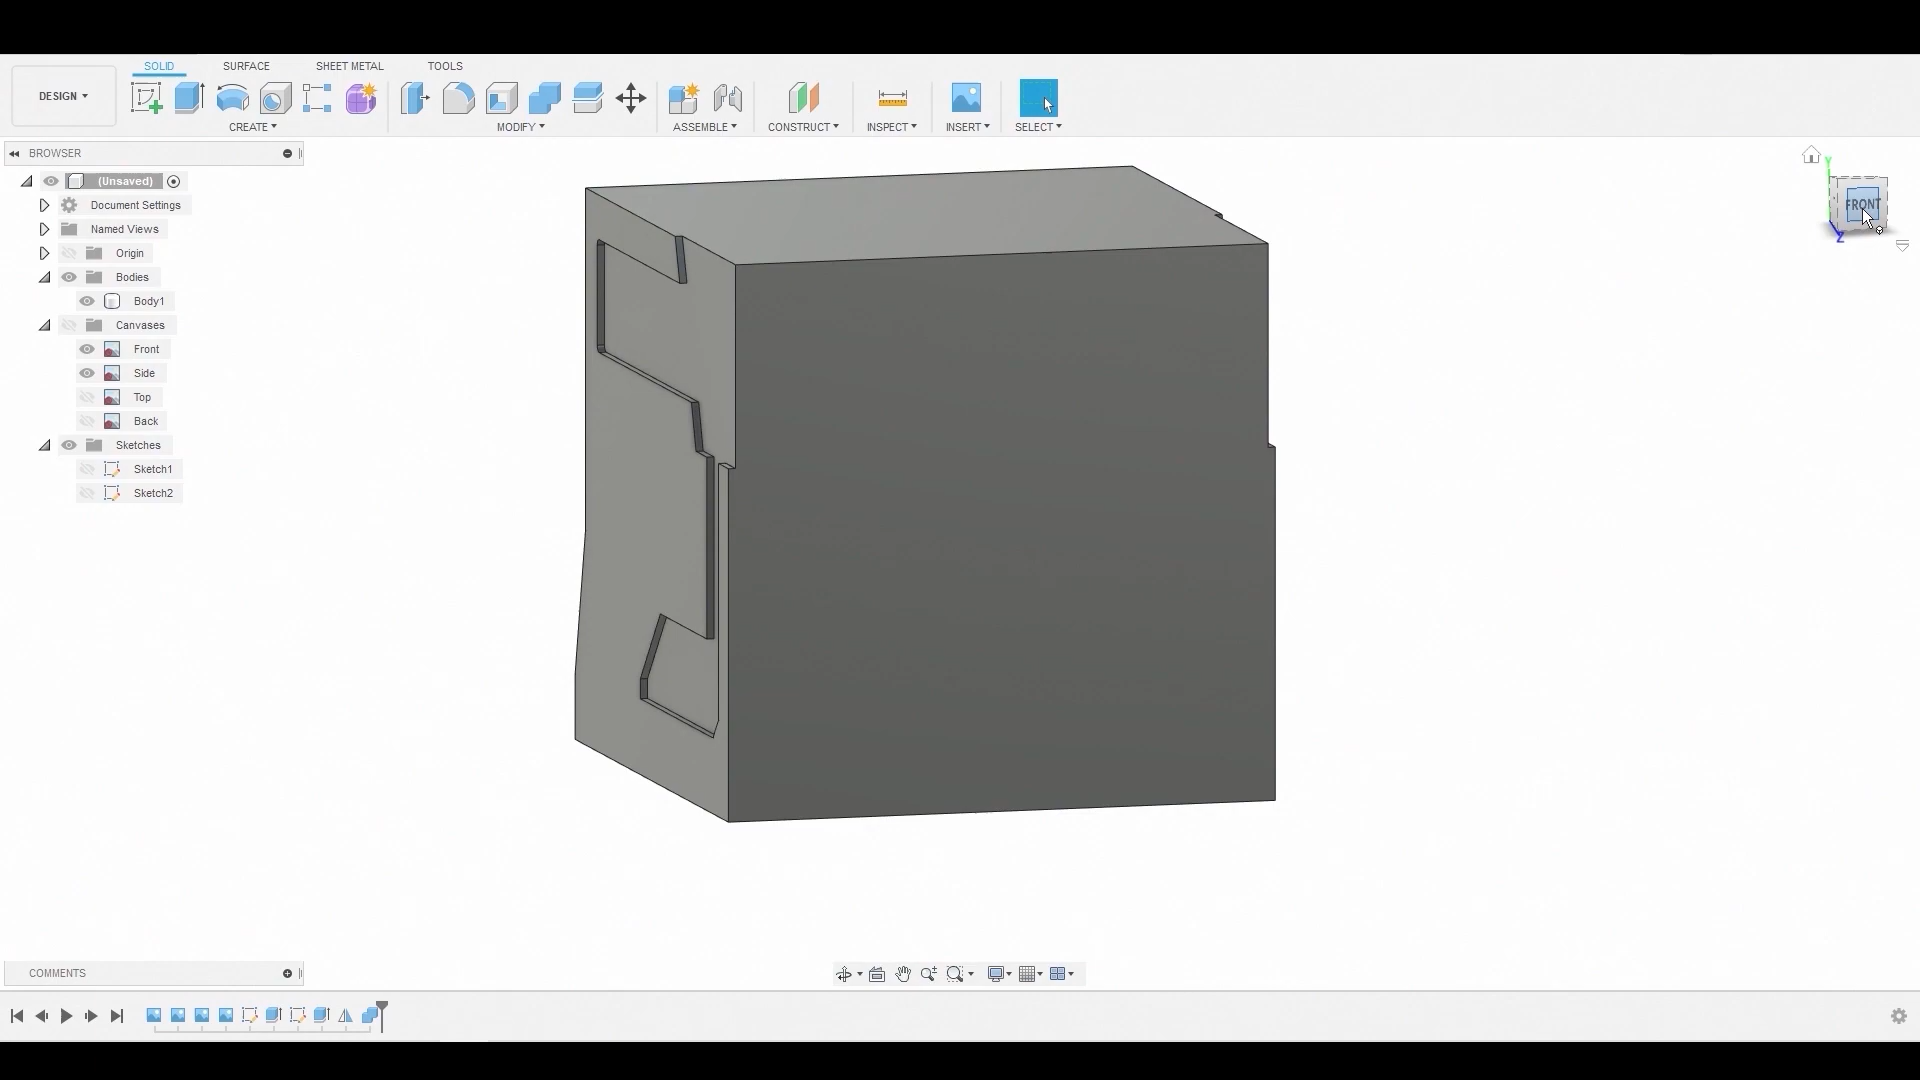 SOLID SURFACE SHEET METAL TOOLS
DESIGN
CREATE MODIFY ASSEMBLE CONSTRUCT INSPECT INSERT SELECT
BROWSER
(Unsaved)
Document Settings
Named Views
Origin
Bodies
Body1
Canvases
Front
Side
Top
Back
Sketches
Sketch1
Sketch2
Y
FRONT
Z
COMMENTS